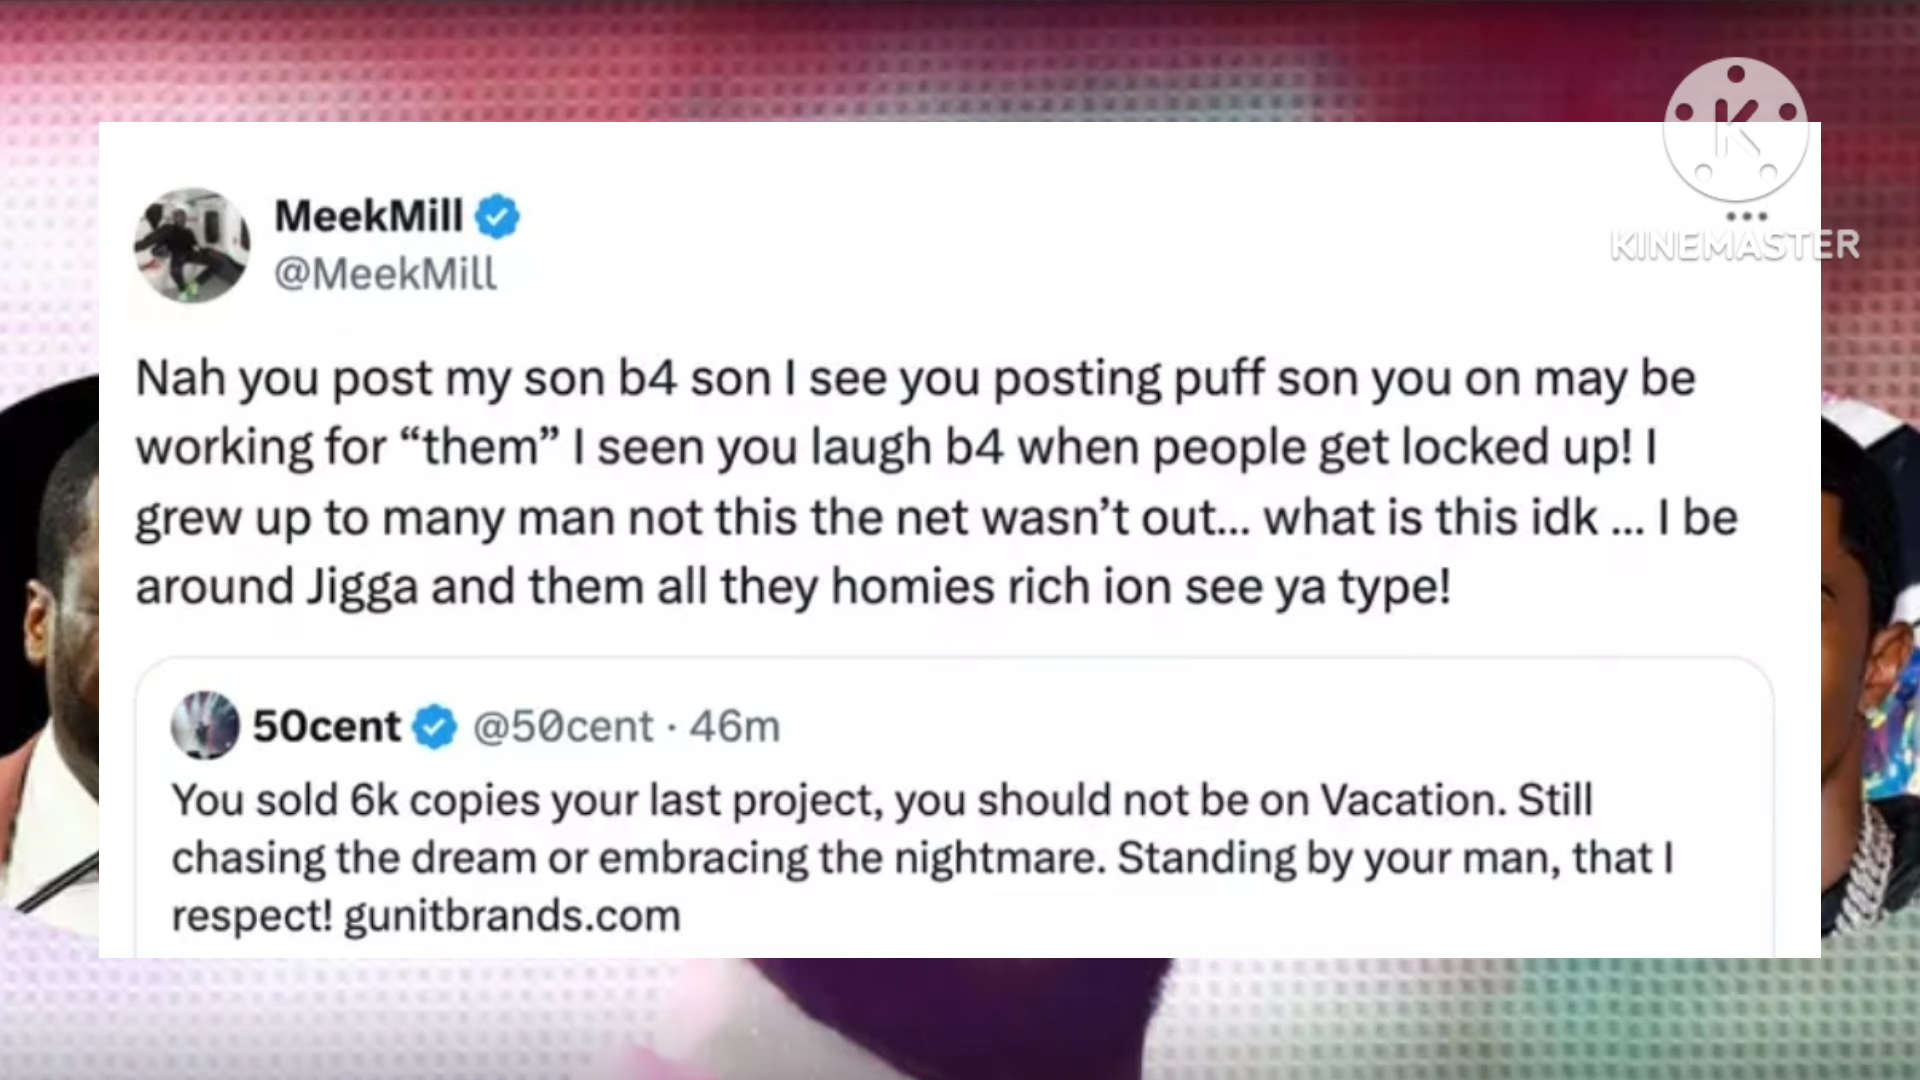 K
KINEMASTER
MeekMill
@MeekMill
Nah you post my son b4 son I see you posting puff son you on may be
working for “them” I seen you laugh b4 when people get locked up! I
grew up to many man not this the net wasn’t out... what is this idk ... I be
around Jigga and them all they homies rich ion see ya type!
50cent @50cent · 46m
You sold 6k copies your last project, you should not be on Vacation. Still
chasing the dream or embracing the nightmare. Standing by your man, that I
respect! gunitbrands.com